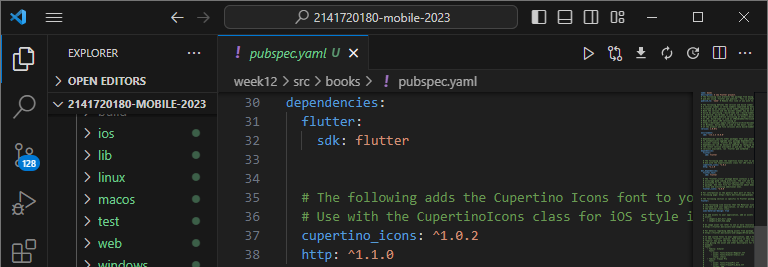 2141720180-mobile-2023
EXPLORER
OPEN EDITORS
2141720180-MOBILE-2023
ios
lib
linux
macos
test
web
windows
128
! pubspec.yaml U
week12 > src > books > ! pubspec.yaml
30 dependencies:
31 flutter:
32 sdk: flutter
33
34
35 # The following adds the Cupertino Icons font to yo
36 # Use with the CupertinoIcons class for iOS style i
37 cupertino_icons: ^1.0.2
38 http: ^1.1.0